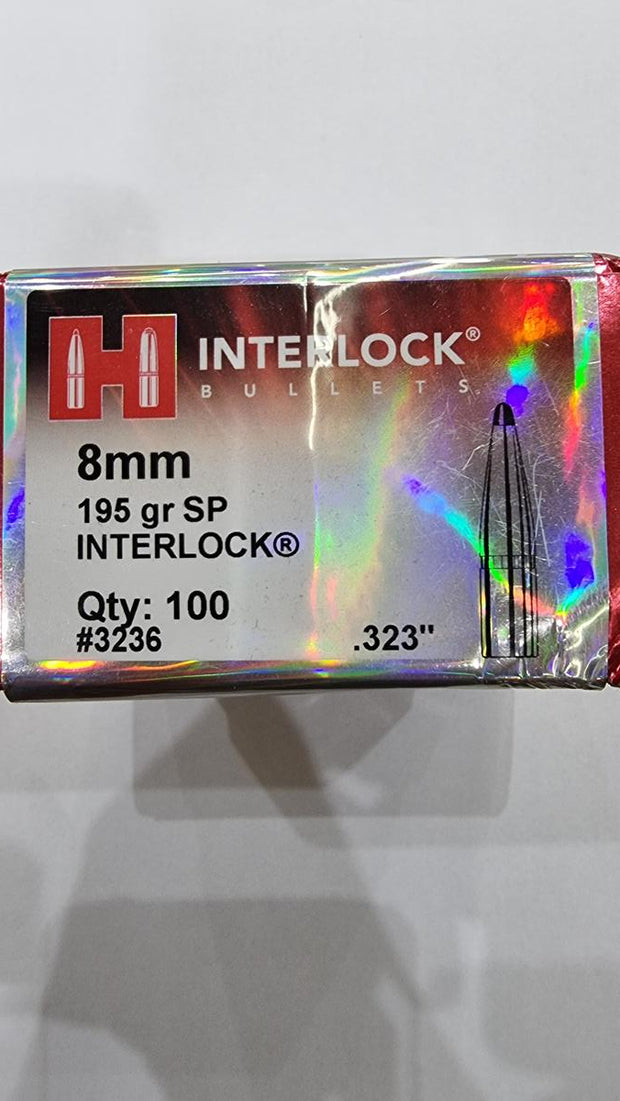 H
INTERLOCK®
BULLETS
8mm
195 gr SP
INTERLOCK®
Qty: 100
#3236
.323"